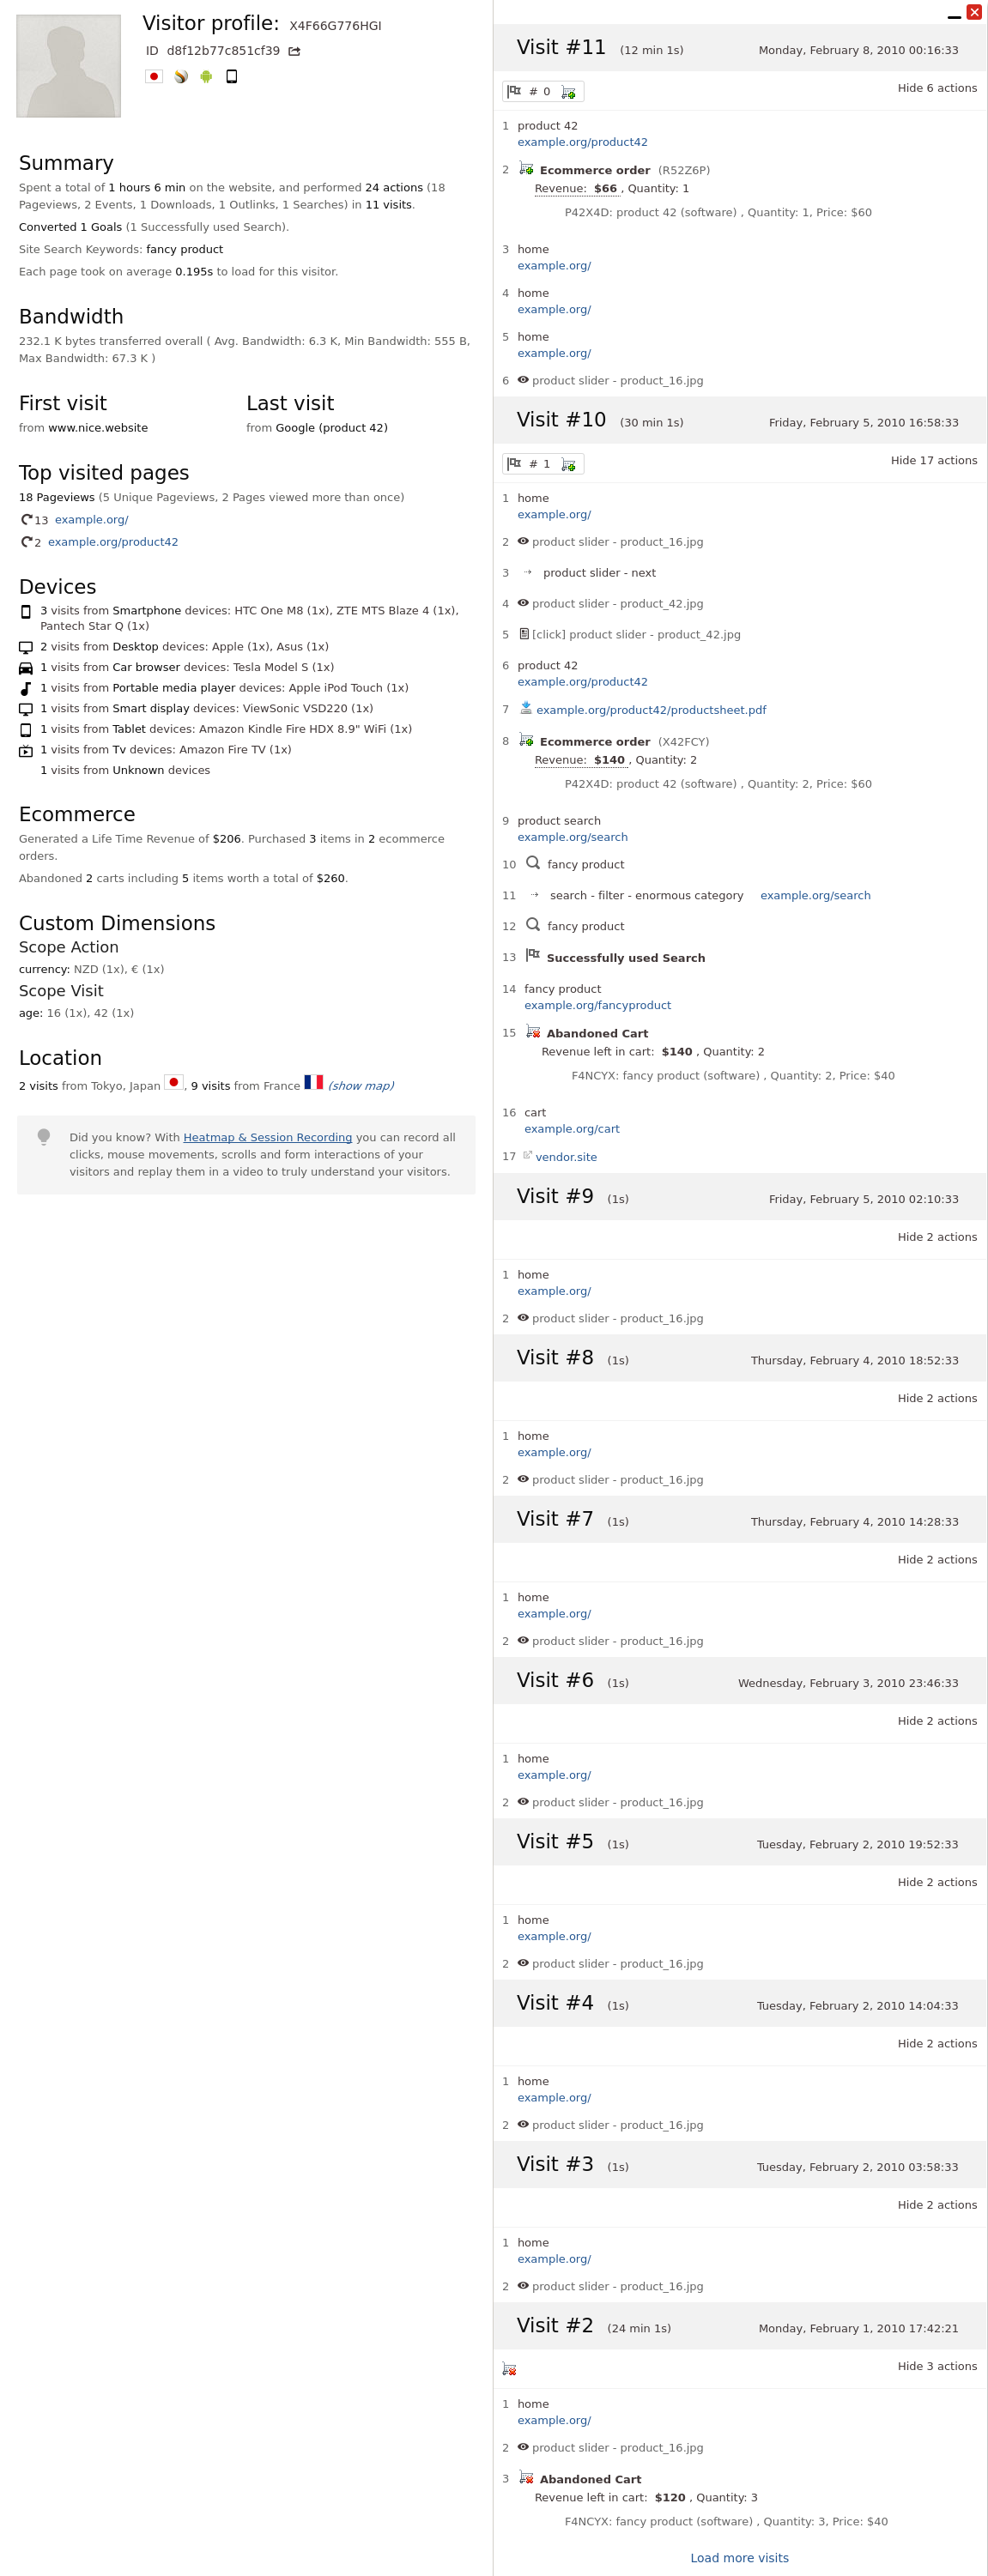 Visitor profile: X4F66G776HGI
ID d8f12b77c851cf39
Summary
Spent a total of 1 hours 6 min on the website, and performed 24 actions (18
Pageviews, 2 Events, 1 Downloads, 1 Outlinks, 1 Searches) in 11 visits.
Converted 1 Goals (1 Successfully used Search).
Site Search Keywords: fancy product
Each page took on average 0.195s to load for this visitor.
Bandwidth
232.1 K bytes transferred overall ( Avg. Bandwidth: 6.3 K, Min Bandwidth: 555 B,
Max Bandwidth: 67.3 K )
First visit
from www.nice.website
Last visit
from Google (product 42)
Top visited pages
18 Pageviews (5 Unique Pageviews, 2 Pages viewed more than once)
13 example.org/
2 example.org/product42
Devices
3 visits from Smartphone devices: HTC One M8 (1x), ZTE MTS Blaze 4 (1x),
Pantech Star Q (1x)
2 visits from Desktop devices: Apple (1x), Asus (1x)
1 visits from Car browser devices: Tesla Model S (1x)
1 visits from Portable media player devices: Apple iPod Touch (1x)
1 visits from Smart display devices: ViewSonic VSD220 (1x)
1 visits from Tablet devices: Amazon Kindle Fire HDX 8.9" WiFi (1x)
1 visits from Tv devices: Amazon Fire TV (1x)
1 visits from Unknown devices
Ecommerce
Generated a Life Time Revenue of $206. Purchased 3 items in 2 ecommerce
orders.
Abandoned 2 carts including 5 items worth a total of $260.
Custom Dimensions
Scope Action
currency: NZD (1x), € (1x)
Scope Visit
age: 16 (1x), 42 (1x)
Location
2 visits from Tokyo, Japan , 9 visits from France (show map)
Did you know? With Heatmap & Session Recording you can record all
clicks, mouse movements, scrolls and form interactions of your
visitors and replay them in a video to truly understand your visitors.
Visit #11 (12 min 1s) Monday, February 8, 2010 00:16:33
# 0
Hide 6 actions
1 product 42
example.org/product42
2 Ecommerce order (R52Z6P)
Revenue: $66 , Quantity: 1
P42X4D: product 42 (software) , Quantity: 1, Price: $60
3 home
example.org/
4 home
example.org/
5 home
example.org/
6 product slider - product_16.jpg
Visit #10 (30 min 1s) Friday, February 5, 2010 16:58:33
# 1
Hide 17 actions
1 home
example.org/
2 product slider - product_16.jpg
3 product slider - next
4 product slider - product_42.jpg
5 [click] product slider - product_42.jpg
6 product 42
example.org/product42
7 example.org/product42/productsheet.pdf
8 Ecommerce order (X42FCY)
Revenue: $140 , Quantity: 2
P42X4D: product 42 (software) , Quantity: 2, Price: $60
9 product search
example.org/search
10 fancy product
11 search - filter - enormous category example.org/search
12 fancy product
13 Successfully used Search
14 fancy product
example.org/fancyproduct
15 Abandoned Cart
Revenue left in cart: $140 , Quantity: 2
F4NCYX: fancy product (software) , Quantity: 2, Price: $40
16 cart
example.org/cart
17 vendor.site
Visit #9 (1s) Friday, February 5, 2010 02:10:33
Hide 2 actions
1 home
example.org/
2 product slider - product_16.jpg
Visit #8 (1s) Thursday, February 4, 2010 18:52:33
Hide 2 actions
1 home
example.org/
2 product slider - product_16.jpg
Visit #7 (1s) Thursday, February 4, 2010 14:28:33
Hide 2 actions
1 home
example.org/
2 product slider - product_16.jpg
Visit #6 (1s) Wednesday, February 3, 2010 23:46:33
Hide 2 actions
1 home
example.org/
2 product slider - product_16.jpg
Visit #5 (1s) Tuesday, February 2, 2010 19:52:33
Hide 2 actions
1 home
example.org/
2 product slider - product_16.jpg
Visit #4 (1s) Tuesday, February 2, 2010 14:04:33
Hide 2 actions
1 home
example.org/
2 product slider - product_16.jpg
Visit #3 (1s) Tuesday, February 2, 2010 03:58:33
Hide 2 actions
1 home
example.org/
2 product slider - product_16.jpg
Visit #2 (24 min 1s) Monday, February 1, 2010 17:42:21
Hide 3 actions
1 home
example.org/
2 product slider - product_16.jpg
3 Abandoned Cart
Revenue left in cart: $120 , Quantity: 3
F4NCYX: fancy product (software) , Quantity: 3, Price: $40
Load more visits